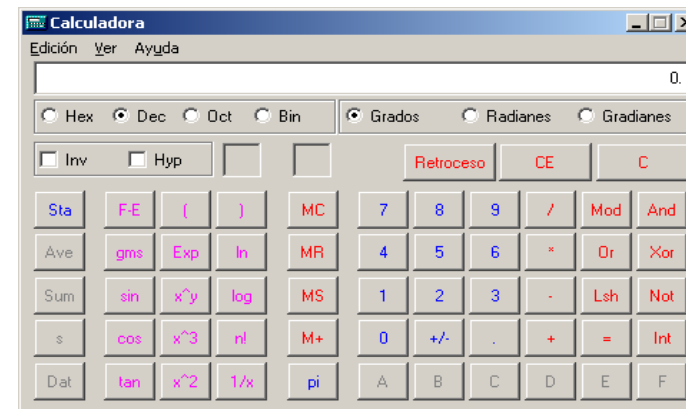 Calculadora
Edición Ver Ayuda
0.
Hex Dec Oct Bin Grados Radianes Gradianes
Inv Hyp Retroceso CE C
Sta F-E ( ) MC 7 8 9 / Mod And
Ave gms Exp ln MR 4 5 6 * Or Xor
Sum sin x^y log MS 1 2 3 - Lsh Not
s cos x^3 n! M+ 0 +/- . + = Int
Dat tan x^2 1/x pi A B C D E F